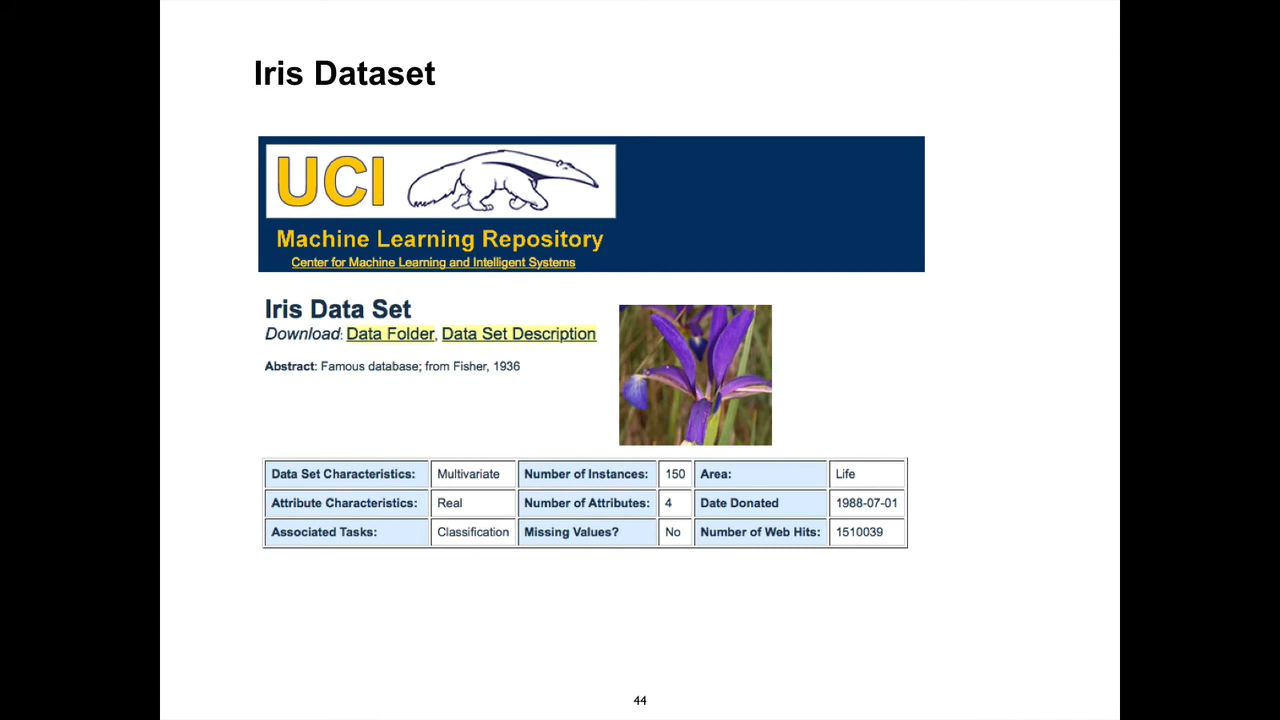 Iris Dataset
UCI
Machine Learning Repository
Center for Machine Learning and Intelligent Systems
Iris Data Set
Download: Data Folder, Data Set Description
Abstract: Famous database; from Fisher, 1936
Data Set Characteristics: Multivariate Number of Instances: 150 Area: Life
Attribute Characteristics: Real Number of Attributes: 4 Date Donated 1988-07-01
Associated Tasks: Classification Missing Values? No Number of Web Hits: 1510039
44